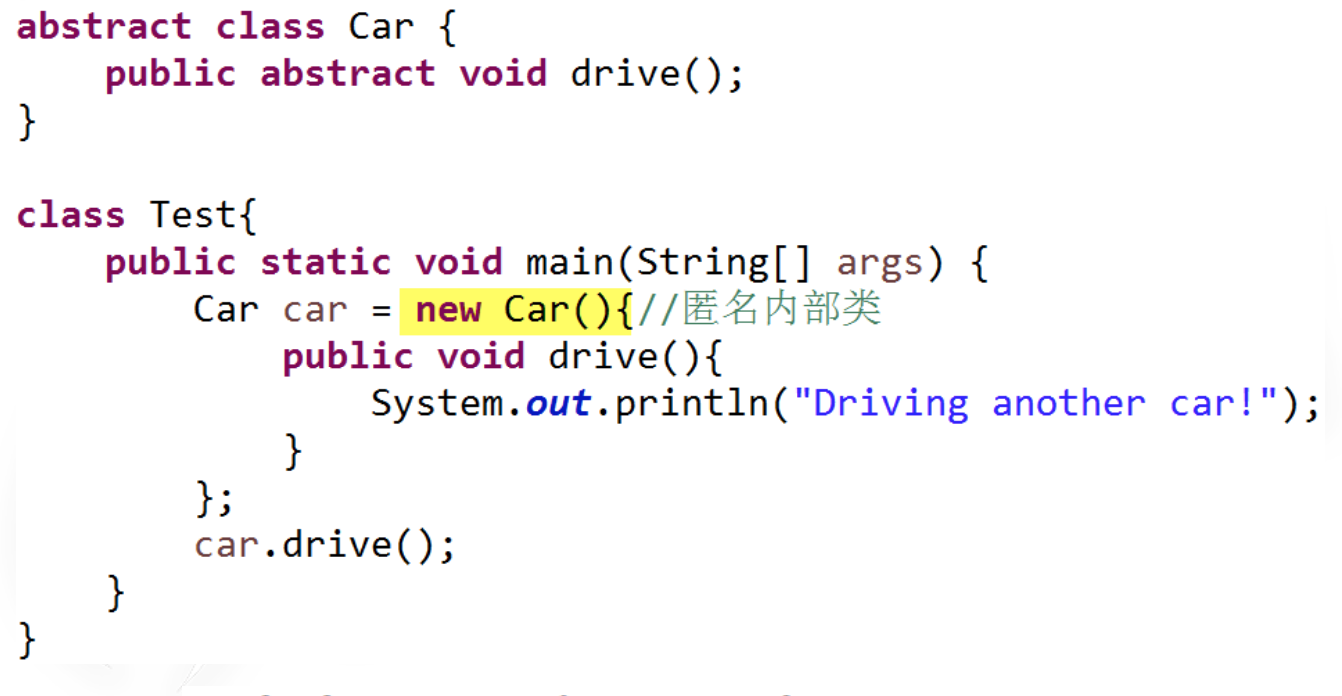 abstract class Car {
    public abstract void drive();
}

class Test{
    public static void main(String[] args) {
        Car car = new Car(){//匿名内部类
            public void drive(){
                System.out.println("Driving another car!");
            }
        };
        car.drive();
    }
}